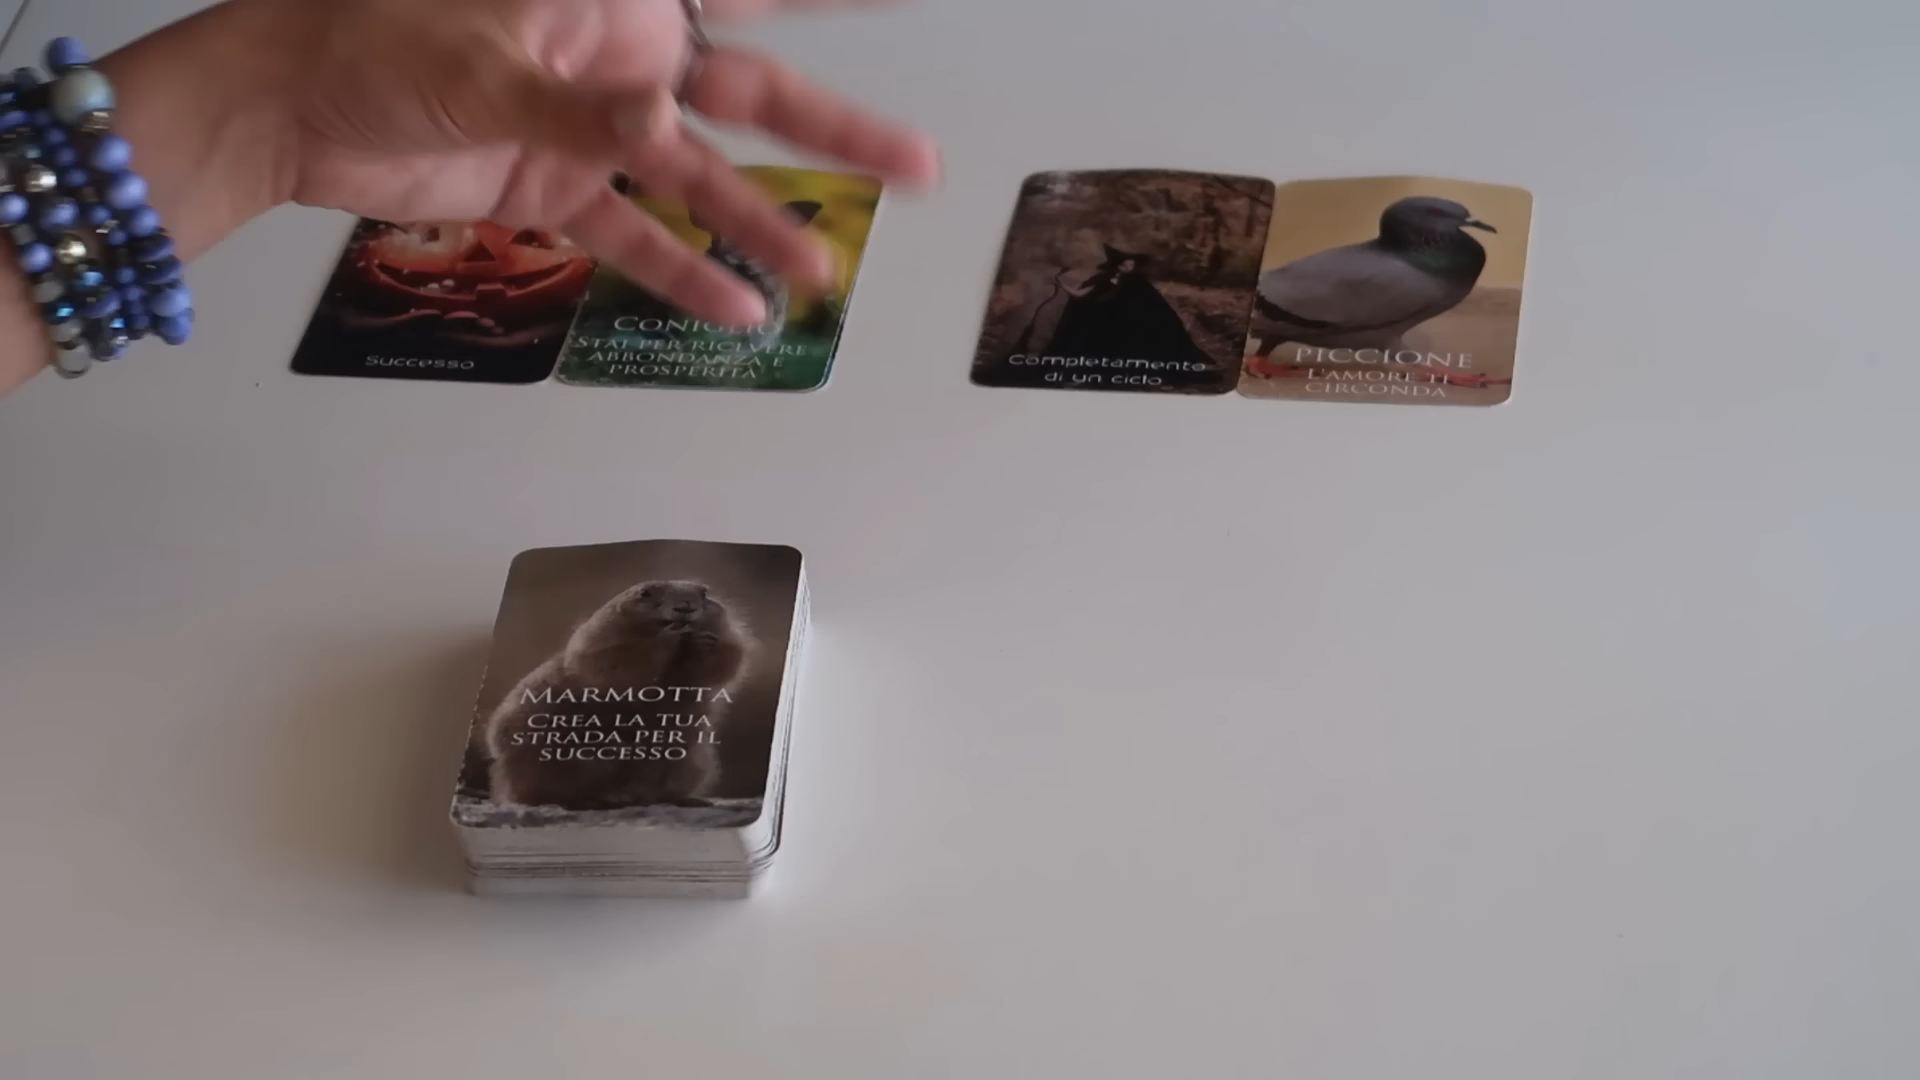 Successo
CONIGLIO
STAI PER RICEVERE
ABBONDANZA E
PROSPERITÀ
Completamento
di un ciclo
PICCIONE
L'AMORE TI
CIRCONDA
MARMOTTA
CREA LA TUA
STRADA PER IL
SUCCESSO